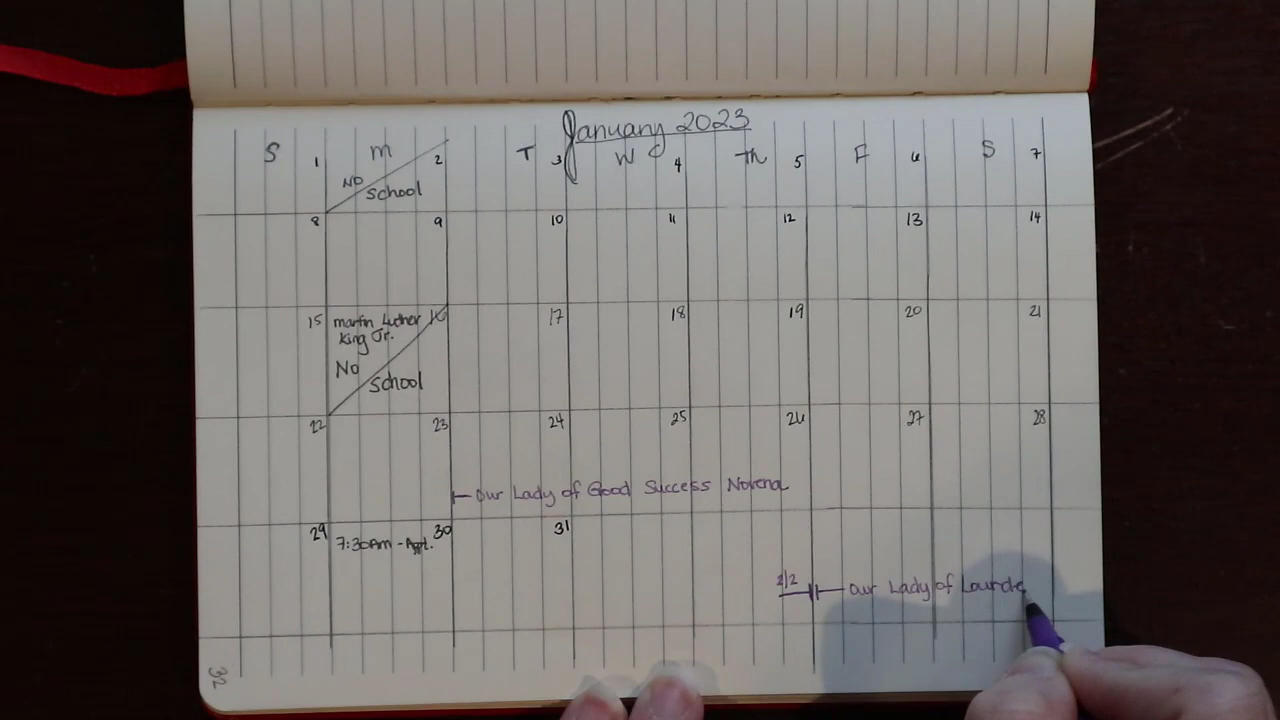 January 2023
S 1 M 2 T 3 W 4 Th 5 F 6 S 7
NO
School
8 9 10 11 12 13 14
15 Martin Luther 16 17 18 19 20 21
King Jr.
No
School
22 23 24 25 26 27 28
Our Lady of Good Success Novena
29 30 31
7:30AM - Appt.
2/2 Our Lady of Lourde
32